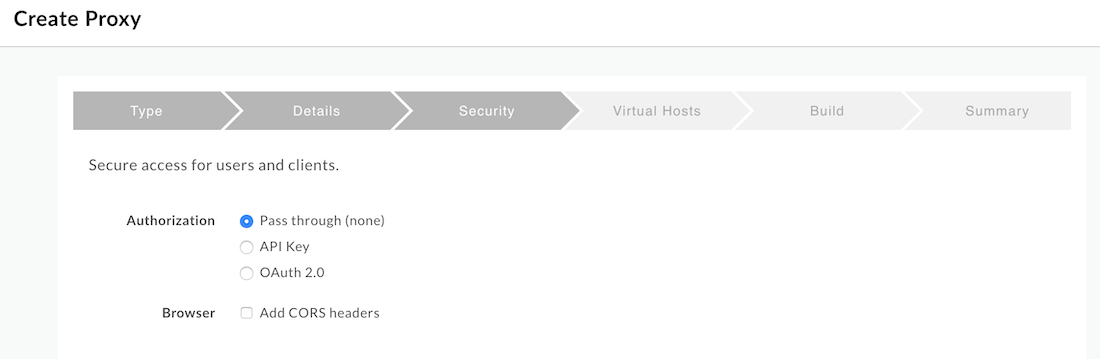 Create Proxy
Type Details Security Virtual Hosts Build Summary
Secure access for users and clients.
Authorization Pass through (none)
API Key
OAuth 2.0
Browser Add CORS headers